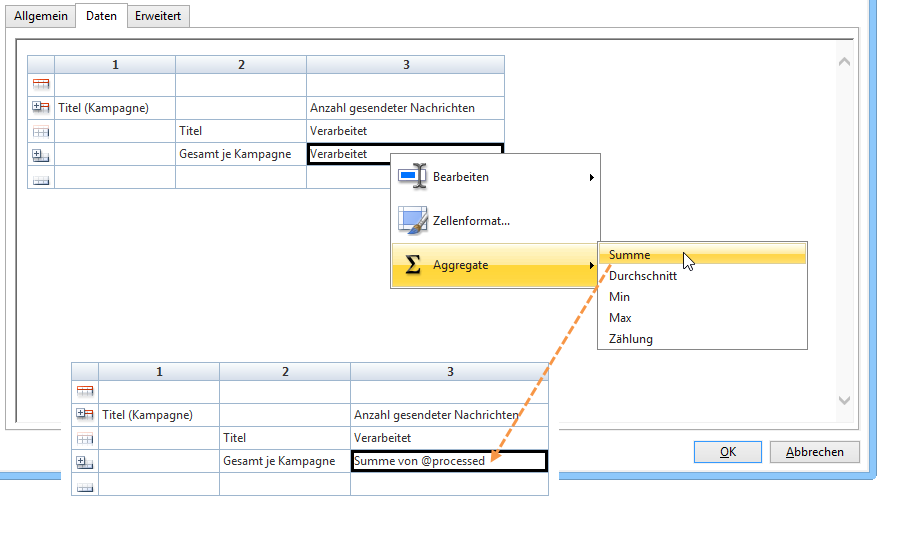 Allgemein Daten Erweitert
1 2 3
Titel (Kampagne) Anzahl gesendeter Nachrichten
Titel Verarbeitet
Gesamt je Kampagne Verarbeitet
Bearbeiten
Zellenformat...
Σ Aggregate
Summe
Durchschnitt
Min
Max
Zählung
1 2 3
Titel (Kampagne) Anzahl gesendeter Nachrichten
Titel Verarbeitet
Gesamt je Kampagne Summe von @processed
OK Abbrechen